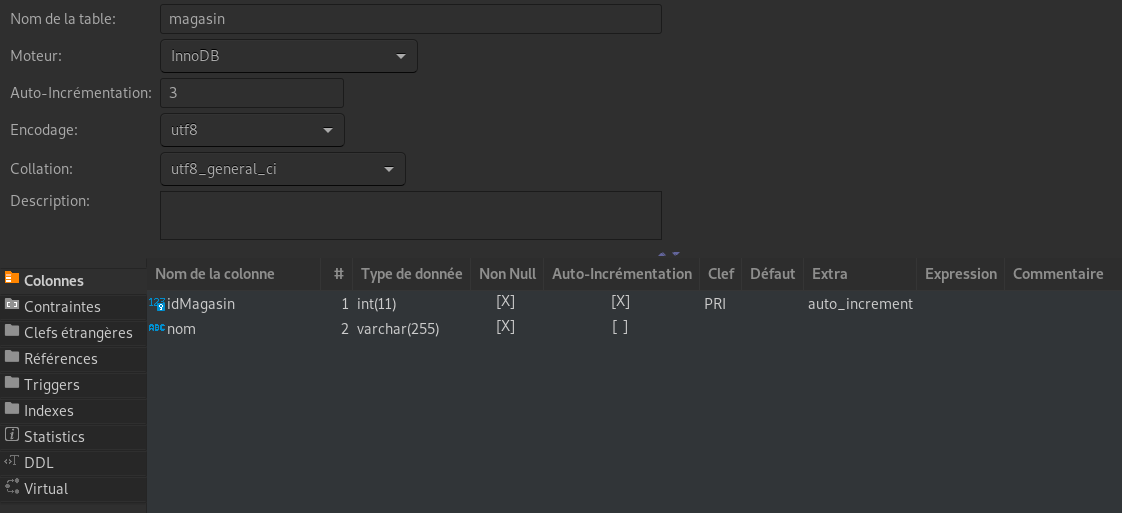 Nom de la table: magasin
Moteur: InnoDB
Auto-Incrémentation: 3
Encodage: utf8
Collation: utf8_general_ci
Description:
Colonnes
Contraintes
Clefs étrangères
Références
Triggers
Indexes
Statistics
DDL
Virtual
Nom de la colonne # Type de donnée Non Null Auto-Incrémentation Clef Défaut Extra Expression Commentaire
123 idMagasin 1 int(11) [X] [X] PRI auto_increment
ABC nom 2 varchar(255) [X] [ ]